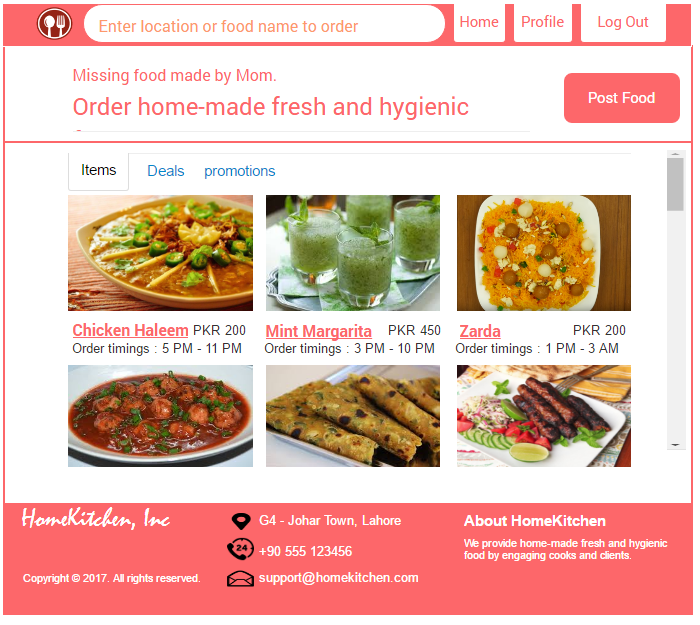 Enter location or food name to order
Home
Profile
Log Out
Missing food made by Mom.
Order home-made fresh and hygienic
Post Food
Items
Deals
promotions
Chicken Haleem PKR 200
Order timings : 5 PM - 11 PM
Mint Margarita PKR 450
Order timings : 3 PM - 10 PM
Zarda PKR 200
Order timings : 1 PM - 3 AM
HomeKitchen, Inc
Copyright © 2017. All rights reserved.
G4 - Johar Town, Lahore
24
+90 555 123456
support@homekitchen.com
About HomeKitchen
We provide home-made fresh and hygienic
food by engaging cooks and clients.